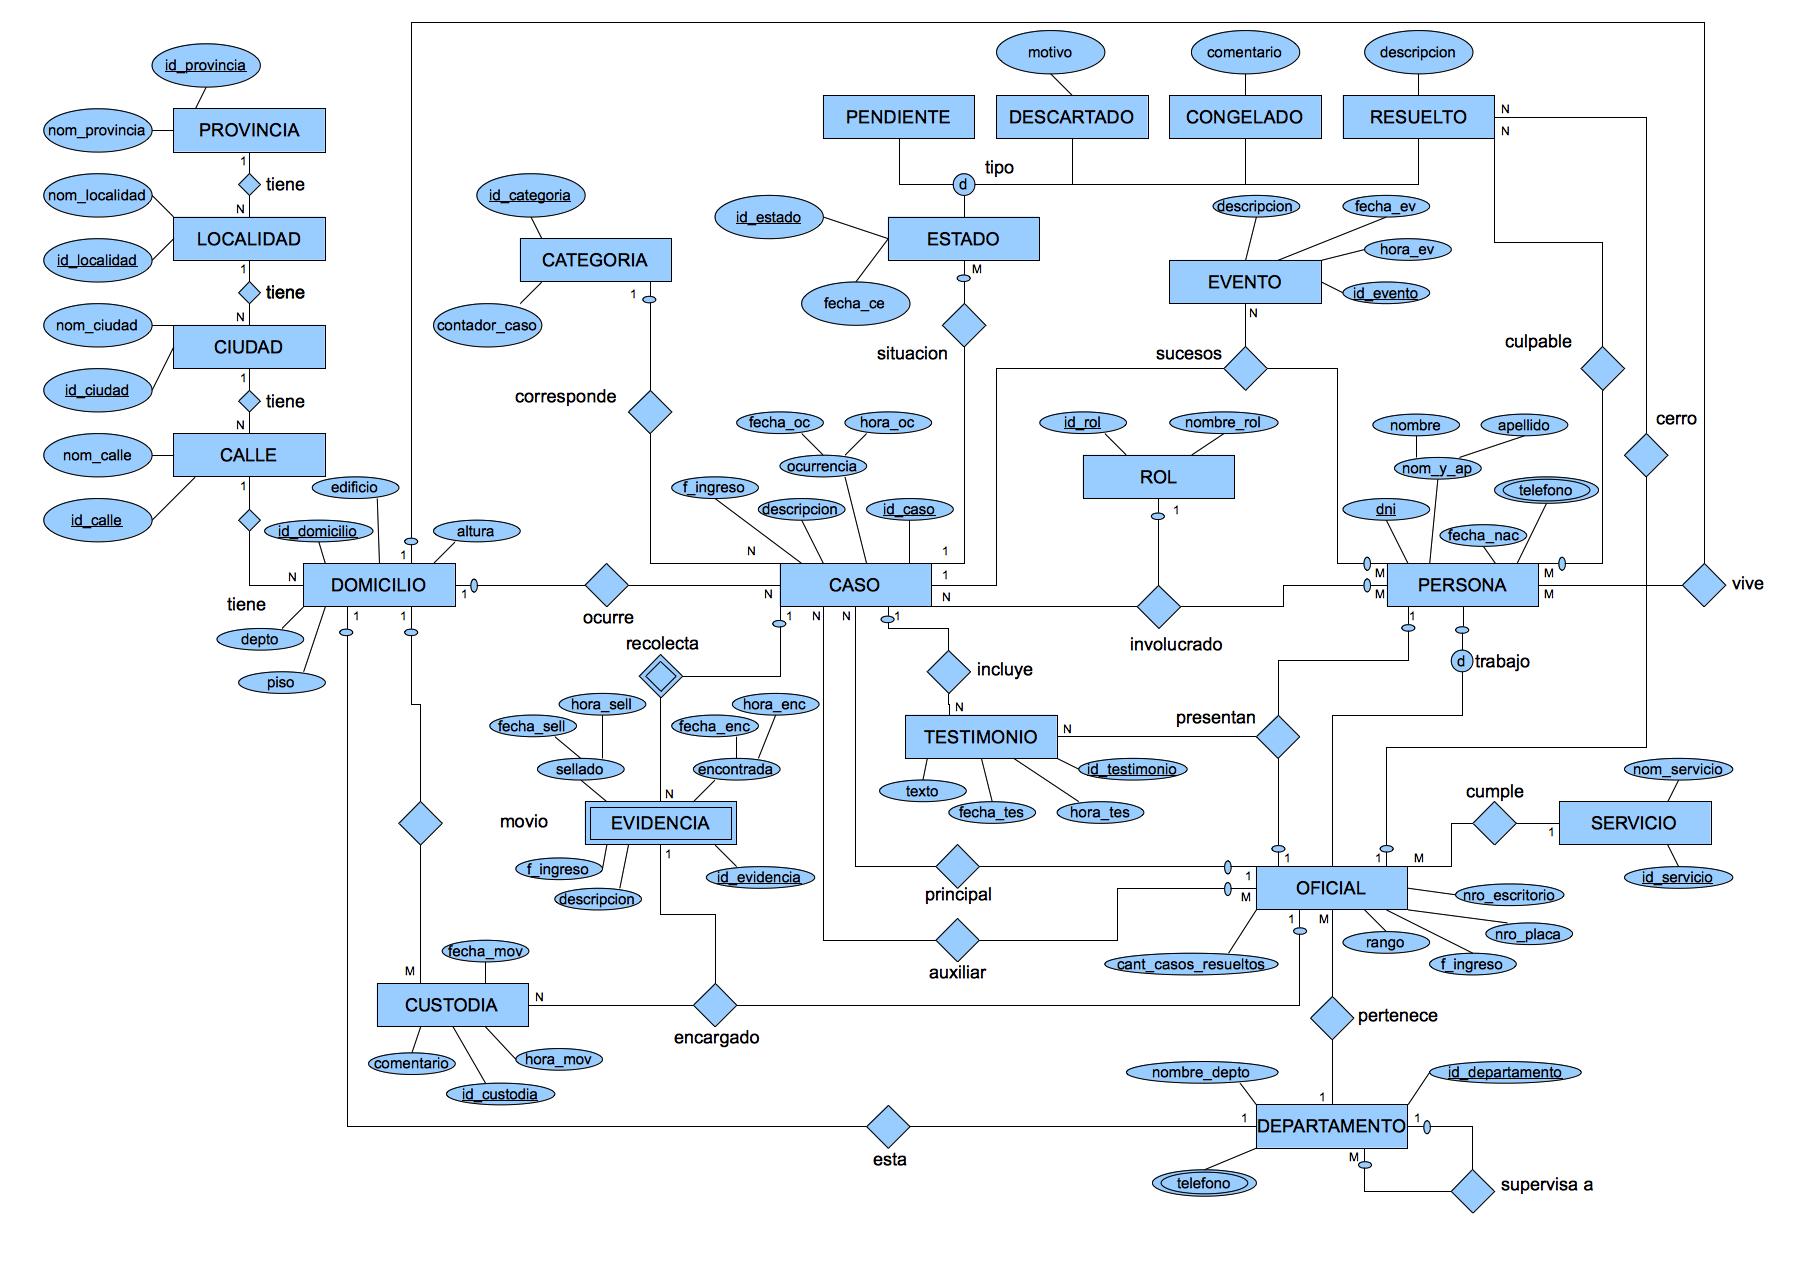 motivo
comentario
descripcion
id_provincia
PENDIENTE
DESCARTADO
CONGELADO
RESUELTO
N
N
nom_provincia
PROVINCIA
1
tiene
N
tipo
d
nom_localidad
LOCALIDAD
id_localidad
1
tiene
N
id_categoria
CATEGORIA
contador_caso
1
id_estado
ESTADO
M
fecha_ce
situacion
descripcion
fecha_ev
hora_ev
EVENTO
id_evento
N
sucesos
culpable
nom_ciudad
CIUDAD
id_ciudad
1
tiene
N
corresponde
cerro
nom_calle
CALLE
id_calle
1
edificio
id_domicilio
altura
1
N
DOMICILIO
1
tiene
depto
piso
1
1
ocurre
fecha_oc
hora_oc
ocurrencia
f_ingreso
descripcion
id_caso
N
1
N
CASO
1
N
1
N
N
1
id_rol
nombre_rol
ROL
1
involucrado
nombre
apellido
nom_y_ap
telefono
dni
fecha_nac
M
PERSONA
M
M
M
1
vive
d
trabajo
recolecta
incluye
N
presentan
TESTIMONIO
N
id_testimonio
texto
fecha_tes
hora_tes
hora_sell
fecha_sell
sellado
hora_enc
fecha_enc
encontrada
N
EVIDENCIA
1
f_ingreso
descripcion
id_evidencia
movio
nom_servicio
cumple
SERVICIO
1
id_servicio
principal
auxiliar
1
1
M
1
M
OFICIAL
1
M
nro_escritorio
nro_placa
rango
f_ingreso
cant_casos_resueltos
M
fecha_mov
CUSTODIA
N
comentario
hora_mov
id_custodia
encargado
pertenece
nombre_depto
id_departamento
1
1
DEPARTAMENTO
1
M
telefono
esta
supervisa a